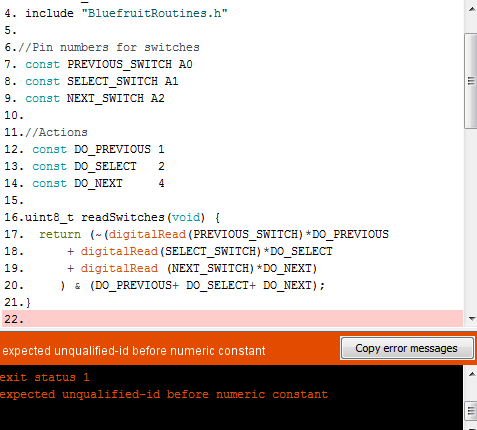 4. include "BluefruitRoutines.h"
5.
6.//Pin numbers for switches
7. const PREVIOUS_SWITCH A0
8. const SELECT_SWITCH A1
9. const NEXT_SWITCH A2
10.
11.//Actions
12. const DO_PREVIOUS 1
13. const DO_SELECT   2
14. const DO_NEXT     4
15.
16.uint8_t readSwitches(void) {
17.  return (~(digitalRead(PREVIOUS_SWITCH)*DO_PREVIOUS
18.      + digitalRead(SELECT_SWITCH)*DO_SELECT
19.      + digitalRead (NEXT_SWITCH)*DO_NEXT)
20.     ) & (DO_PREVIOUS+ DO_SELECT+ DO_NEXT);
21.}
22.
expected unqualified-id before numeric constant
Copy error messages
exit status 1
expected unqualified-id before numeric constant